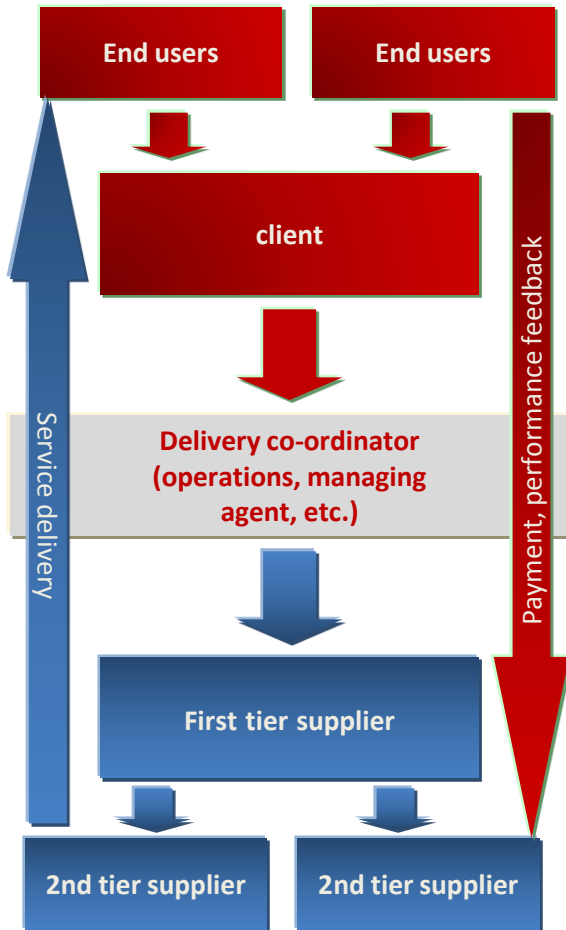 End users
End users
client
Delivery co-ordinator
(operations, managing
agent, etc.)
Service delivery
Payment, performance feedback
First tier supplier
2nd tier supplier
2nd tier supplier